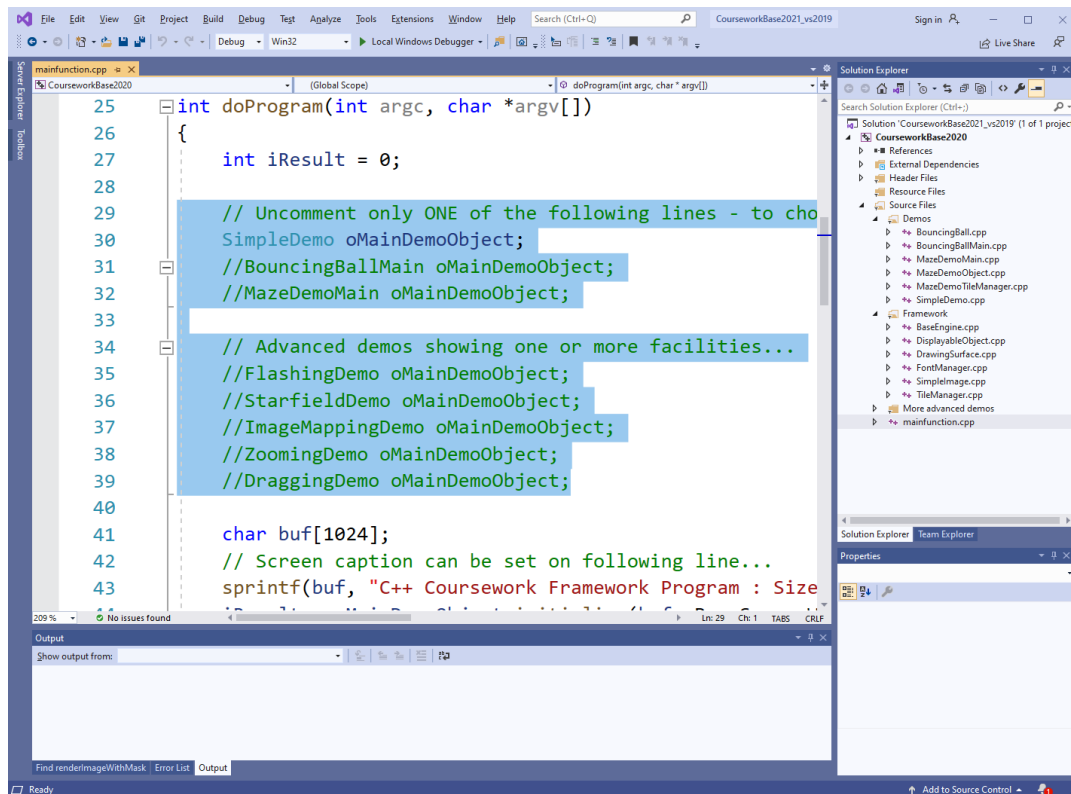 File Edit View Git Project Build Debug Test Analyze Tools Extensions Window Help Search (Ctrl+Q) CourseworkBase2021_vs2019 Sign in
Debug Win32 Local Windows Debugger Live Share
Server Explorer
Toolbox
mainfunction.cpp
CourseworkBase2020 (Global Scope) doProgram(int argc, char * argv[])
25 int doProgram(int argc, char *argv[])
26 {
27 int iResult = 0;
28
29 // Uncomment only ONE of the following lines - to cho
30 SimpleDemo oMainDemoObject;
31 //BouncingBallMain oMainDemoObject;
32 //MazeDemoMain oMainDemoObject;
33
34 // Advanced demos showing one or more facilities...
35 //FlashingDemo oMainDemoObject;
36 //StarfieldDemo oMainDemoObject;
37 //ImageMappingDemo oMainDemoObject;
38 //ZoomingDemo oMainDemoObject;
39 //DraggingDemo oMainDemoObject;
40
41 char buf[1024];
42 // Screen caption can be set on following line...
43 sprintf(buf, "C++ Coursework Framework Program : Size
209 % No issues found Ln: 29 Ch: 1 TABS CRLF
Output
Show output from:
Find renderImageWithMask Error List Output
Solution Explorer
Search Solution Explorer (Ctrl+;)
Solution 'CourseworkBase2021_vs2019' (1 of 1 project
CourseworkBase2020
References
External Dependencies
Header Files
Resource Files
Source Files
Demos
BouncingBall.cpp
BouncingBallMain.cpp
MazeDemoMain.cpp
MazeDemoObject.cpp
MazeDemoTileManager.cpp
SimpleDemo.cpp
Framework
BaseEngine.cpp
DisplayableObject.cpp
DrawingSurface.cpp
FontManager.cpp
SimpleImage.cpp
TileManager.cpp
More advanced demos
mainfunction.cpp
Solution Explorer Team Explorer
Properties
Ready Add to Source Control 1